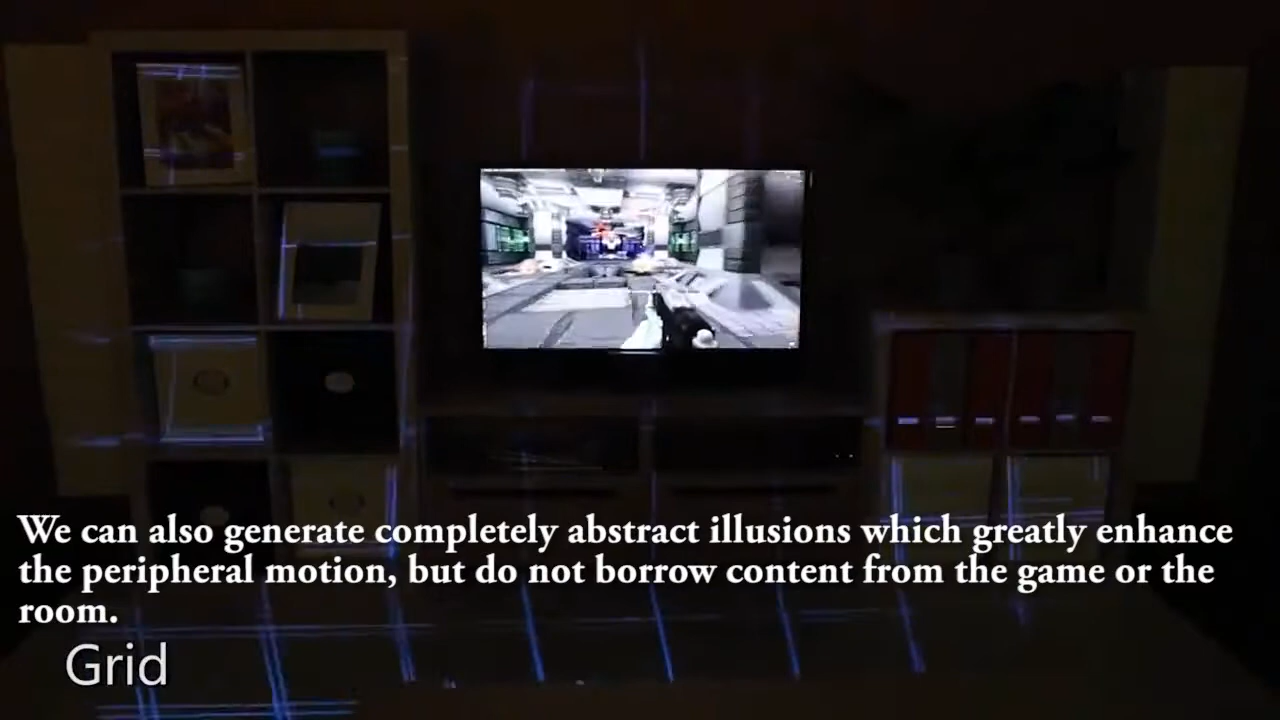 We can also generate completely abstract illusions which greatly enhance
the peripheral motion, but do not borrow content from the game or the
room.
Grid